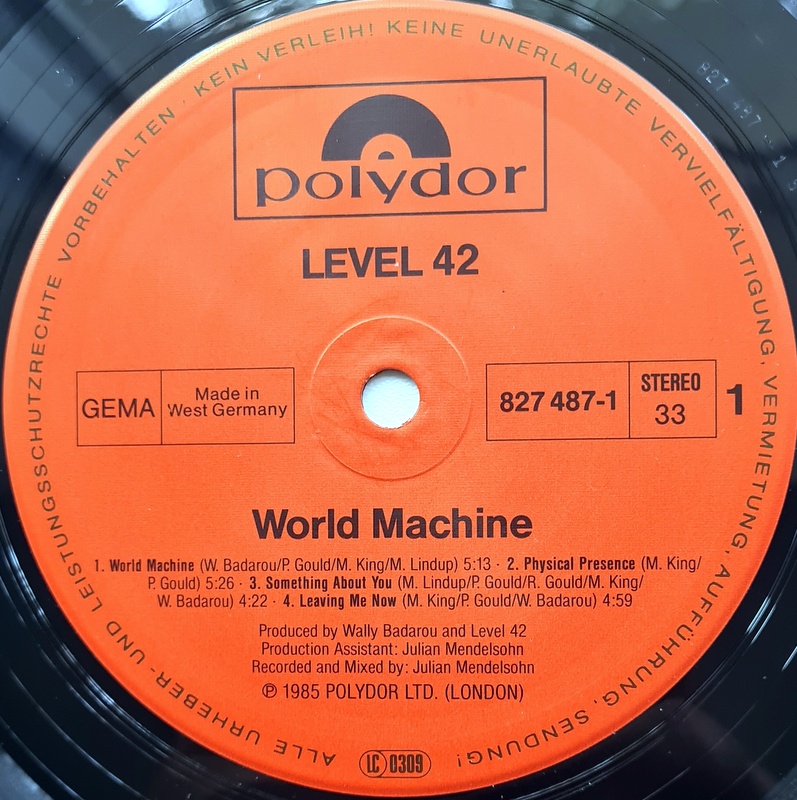 ALLE URHEBER- UND LEISTUNGSSCHUTZRECHTE VORBEHALTEN · KEIN VERLEIH! KEINE UNERLAUBTE VERVIELFÄLTIGUNG, VERMIETUNG, AUFFÜHRUNG, SENDUNG!
827 487 · 1 S
polydor
LEVEL 42
GEMA
Made in
West Germany
827 487-1
STEREO
33
1
World Machine
1. World Machine (W. Badarou/P. Gould/M. King/M. Lindup) 5:13 · 2. Physical Presence (M. King/
P. Gould) 5:26 · 3. Something About You (M. Lindup/P. Gould/R. Gould/M. King/
W. Badarou) 4:22 · 4. Leaving Me Now (M. King/P. Gould/W. Badarou) 4:59
Produced by Wally Badarou and Level 42
Production Assistant: Julian Mendelsohn
Recorded and Mixed by: Julian Mendelsohn
℗ 1985 POLYDOR LTD. (LONDON)
LC 0309